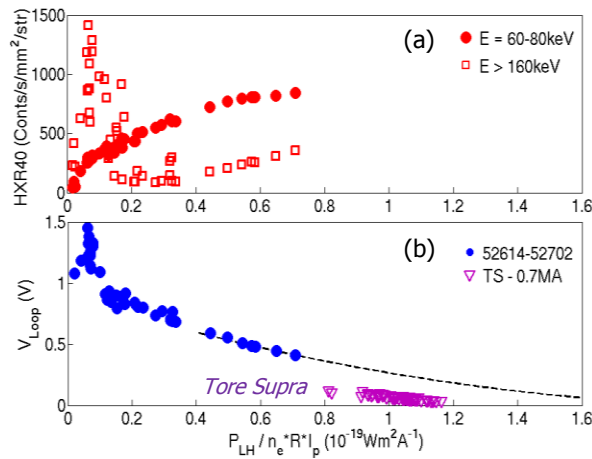 (a)
E = 60-80keV
E > 160keV
HXR40 (Conts/s/mm²/str)
1500
1000
500
0
0 0.2 0.4 0.6 0.8 1 1.2 1.4 1.6
(b)
52614-52702
TS - 0.7MA
V_Loop (V)
1.5
1
0.5
0
Tore Supra
0 0.2 0.4 0.6 0.8 1 1.2 1.4 1.6
P_LH / n_e*R*I_p (10⁻¹⁹Wm²A⁻¹)